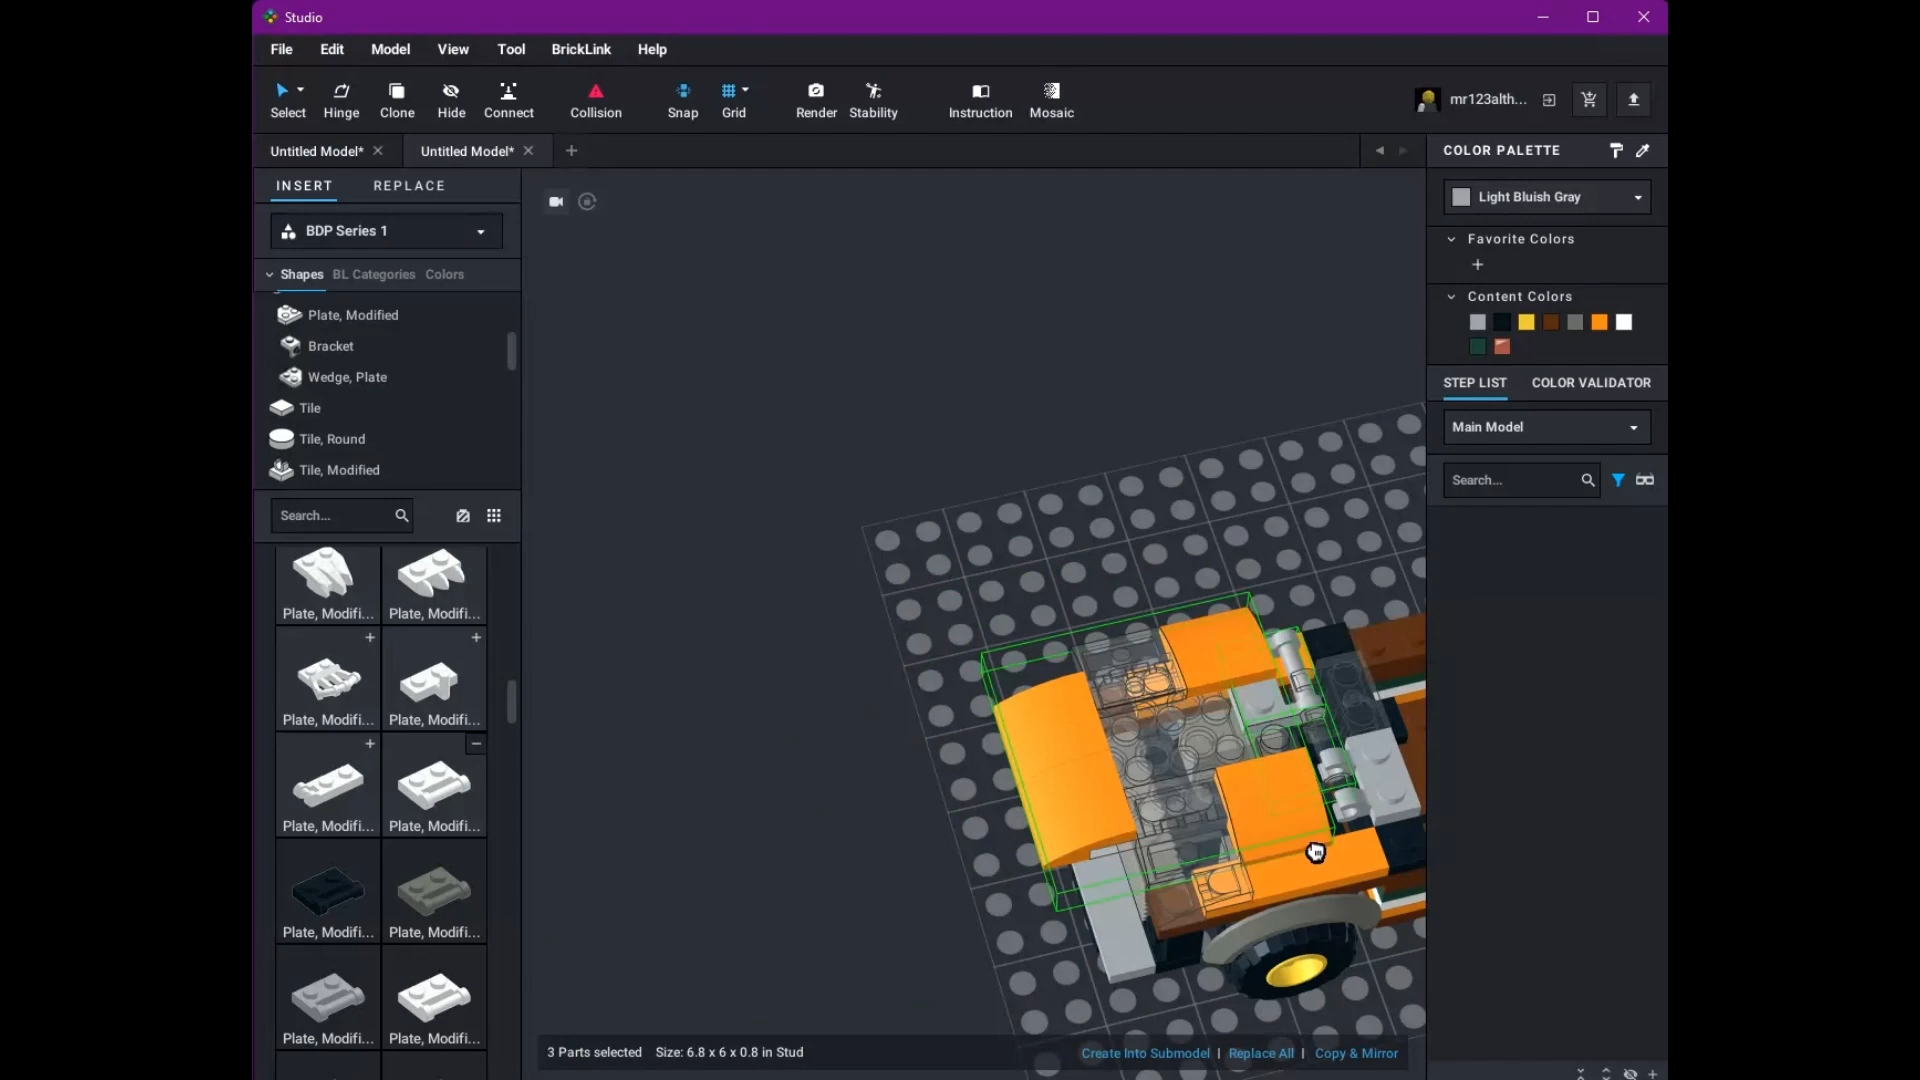 Studio
File Edit Model View Tool BrickLink Help
Select Hinge Clone Hide Connect Collision Snap Grid Render Stability Instruction Mosaic
mr123alth...
Untitled Model* Untitled Model*
INSERT REPLACE
BDP Series 1
Shapes BL Categories Colors
Plate, Modified
Bracket
Wedge, Plate
Tile
Tile, Round
Tile, Modified
Search...
Plate, Modifi... Plate, Modifi...
Plate, Modifi... Plate, Modifi...
Plate, Modifi... Plate, Modifi...
Plate, Modifi... Plate, Modifi...
Plate, Modifi... Plate, Modifi...
3 Parts selected Size: 6.8 x 6 x 0.8 in Stud
Create Into Submodel | Replace All | Copy & Mirror
COLOR PALETTE
Light Bluish Gray
Favorite Colors
Content Colors
STEP LIST COLOR VALIDATOR
Main Model
Search...